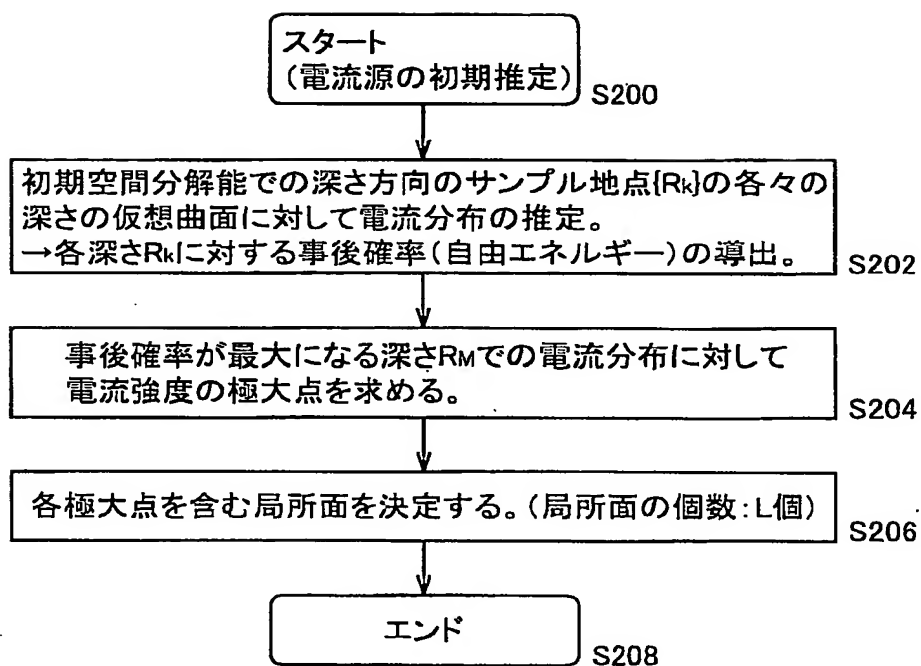 スタート
(電流源の初期推定)
S200
初期空間分解能での深さ方向のサンプル地点{Rk}の各々の
深さの仮想曲面に対して電流分布の推定。
→各深さRkに対する事後確率(自由エネルギー)の導出。
S202
事後確率が最大になる深さRMでの電流分布に対して
電流強度の極大点を求める。
S204
各極大点を含む局所面を決定する。(局所面の個数:L個)
S206
エンド
S208